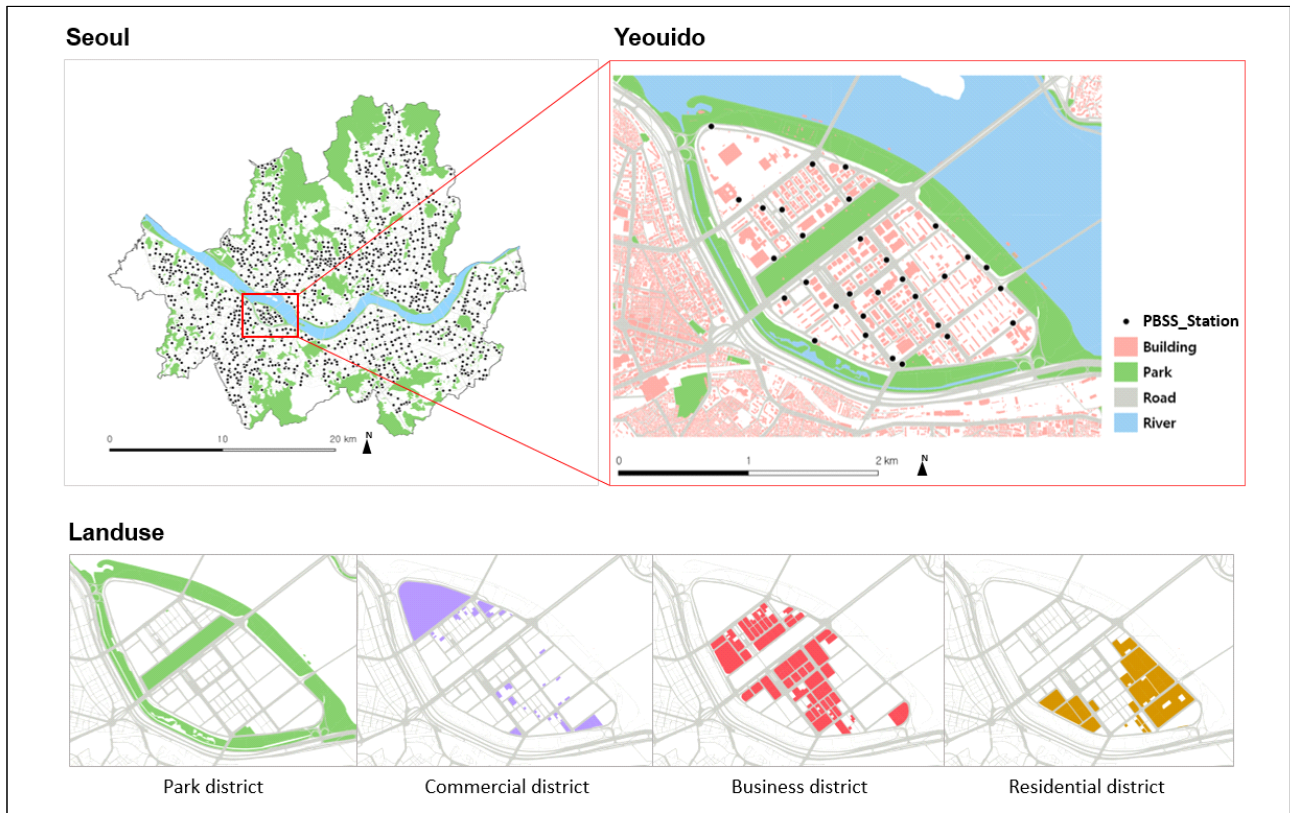 Seoul
Yeouido
PBSS_Station
Building
Park
Road
River
0 10 20 km N
0 1 2 km N
Landuse
Park district
Commercial district
Business district
Residential district